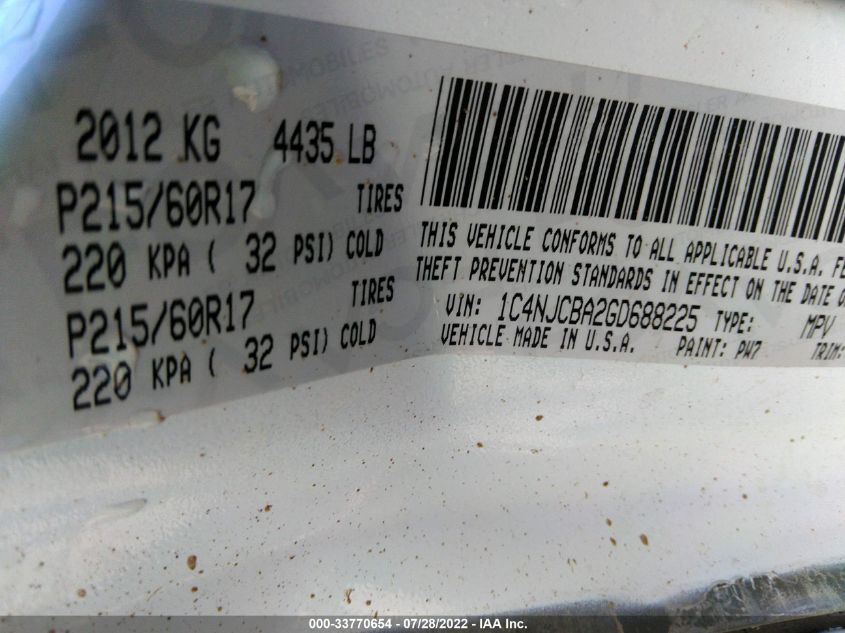 2012 KG 4435 LB
P215/60R17 TIRES
220 KPA ( 32 PSI) COLD
P215/60R17 TIRES
220 KPA ( 32 PSI) COLD
THIS VEHICLE CONFORMS TO ALL APPLICABLE U.S.A. FE
THEFT PREVENTION STANDARDS IN EFFECT ON THE DATE O
VIN: 1C4NJCBA2GD688225 TYPE: MPV
VEHICLE MADE IN U.S.A. PAINT: PW7 TRIM:
000-33770654 / 07/28/2022 - IAA Inc.